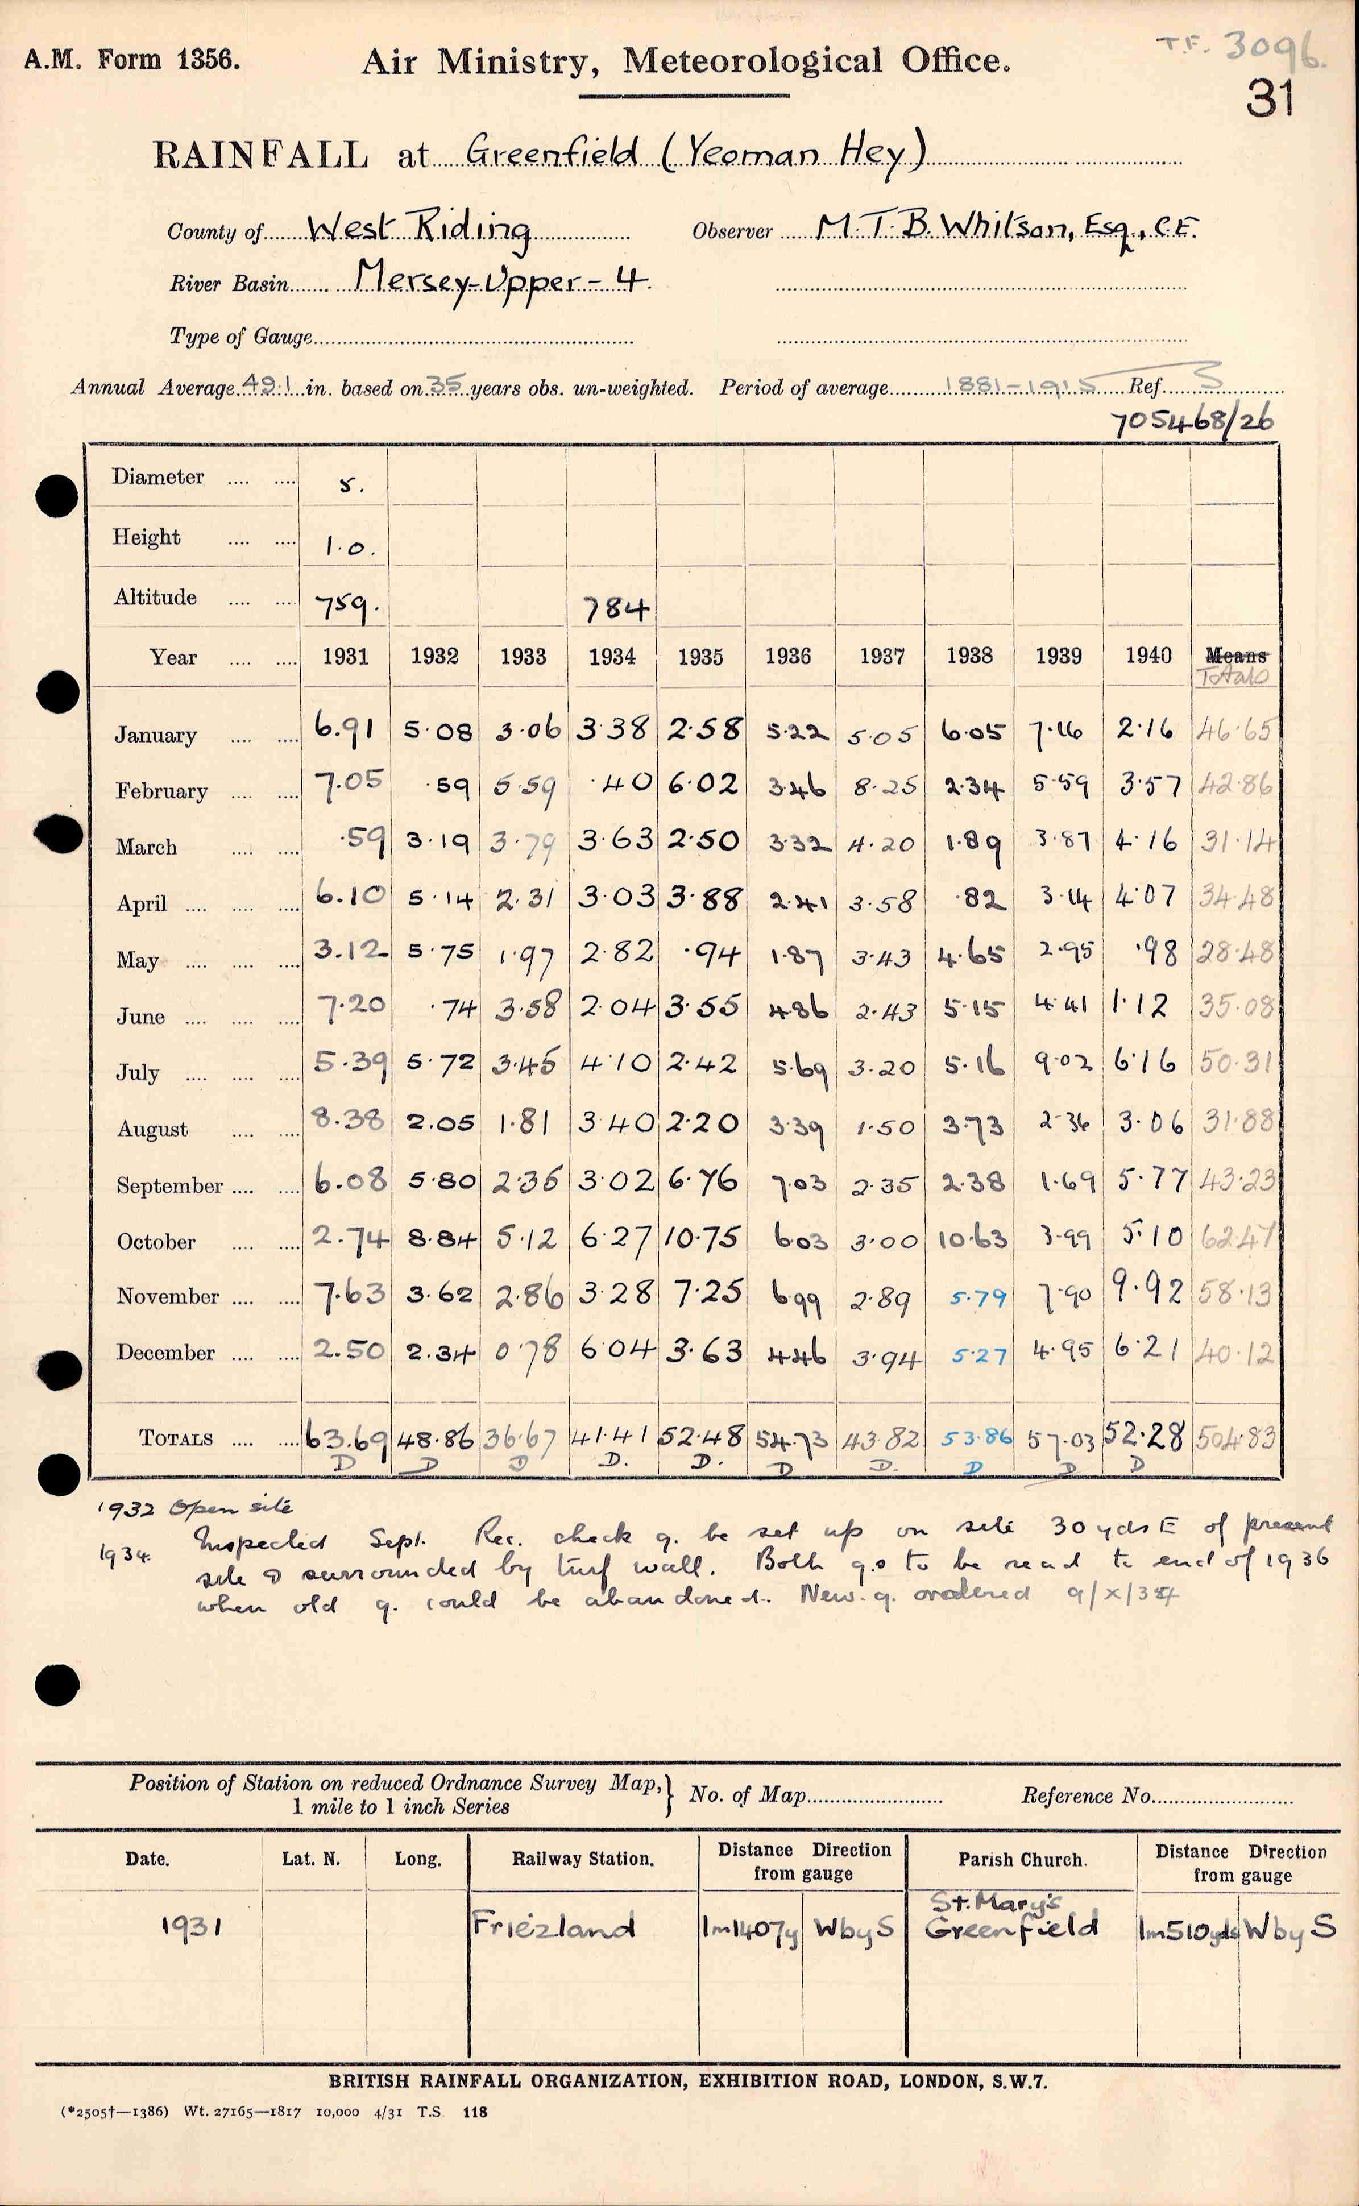 A.M. Form 1356.
Air Ministry, Meteorological Office.
T.F. 3096.
31
RAINFALL at Greenfield (Yeoman Hey)
County of West Riding Observer M.T.B. Whitson, Esq., C.E.
River Basin Mersey-Upper-4
Type of Gauge
Annual Average 49.1 in. based on 35 years obs. un-weighted. Period of average 1881-1915 Ref. S
705468/26
Diameter 5.
Height 1.0.
Altitude 759. 784
Year 1931 1932 1933 1934 1935 1936 1937 1938 1939 1940 Means
Totals
January 6.91 5.08 3.06 3.38 2.58 5.22 5.05 6.05 7.16 2.16 46.65
February 7.05 .59 5.59 .40 6.02 3.46 8.25 2.34 5.59 3.57 42.86
March .59 3.19 3.79 3.63 2.50 3.32 4.20 1.89 3.87 4.16 31.14
April 6.10 5.14 2.31 3.03 3.88 2.41 3.58 .82 3.14 4.07 34.48
May 3.12 5.75 1.97 2.82 .94 1.87 3.43 4.65 2.95 .98 28.48
June 7.20 .74 3.58 2.04 3.55 4.86 2.43 5.15 4.41 1.12 35.08
July 5.39 5.72 3.45 4.10 2.42 5.69 3.20 5.16 9.02 6.16 50.31
August 8.38 2.05 1.81 3.40 2.20 3.39 1.50 3.73 2.36 3.06 31.88
September 6.08 5.80 2.35 3.02 6.76 7.03 2.35 2.38 1.69 5.77 43.23
October 2.74 8.84 5.12 6.27 10.75 6.03 3.00 10.63 3.99 5.10 62.47
November 7.63 3.62 2.86 3.28 7.25 6.99 2.89 5.79 7.90 9.92 58.13
December 2.50 2.34 0.78 6.04 3.63 4.46 3.94 5.27 4.95 6.21 40.12
TOTALS 63.69 48.86 36.67 41.41 52.48 54.73 43.82 53.86 57.03 52.28 504.83
D D D D. D. D D. D D D
1932 Open site
1934. Inspected Sept. Rec. check g. be set up on site 30 yds E of present
site & surrounded by turf wall. Both g.s to be read to end of 1936
when old g. could be abandoned. New g. ordered 9/X/34
Position of Station on reduced Ordnance Survey Map, } No. of Map Reference No.
1 mile to 1 inch Series
Date. Lat. N. Long. Railway Station. Distance Direction from gauge Parish Church. Distance Direction from gauge
St. Mary's
1931 Friezland 1m1407y WbyS Greenfield 1m510yds WbyS
BRITISH RAINFALL ORGANIZATION, EXHIBITION ROAD, LONDON, S.W.7.
(*2505†—1386) Wt. 27165—1817 10,000 4/31 T.S. 118